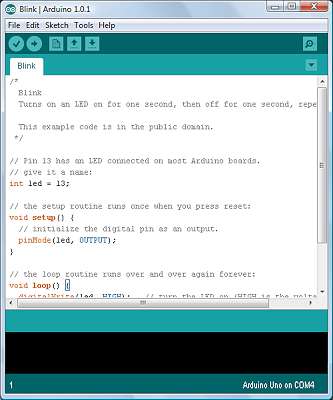 Blink | Arduino 1.0.1
File Edit Sketch Tools Help
Blink
/*
  Blink
  Turns on an LED on for one second, then off for one second, repe

  This example code is in the public domain.
 */

// Pin 13 has an LED connected on most Arduino boards.
// give it a name:
int led = 13;

// the setup routine runs once when you press reset:
void setup() {
  // initialize the digital pin as an output.
  pinMode(led, OUTPUT);
}

// the loop routine runs over and over again forever:
void loop() {
  digitalWrite(led, HIGH);   // turn the LED on (HIGH is the volta
1
Arduino Uno on COM4